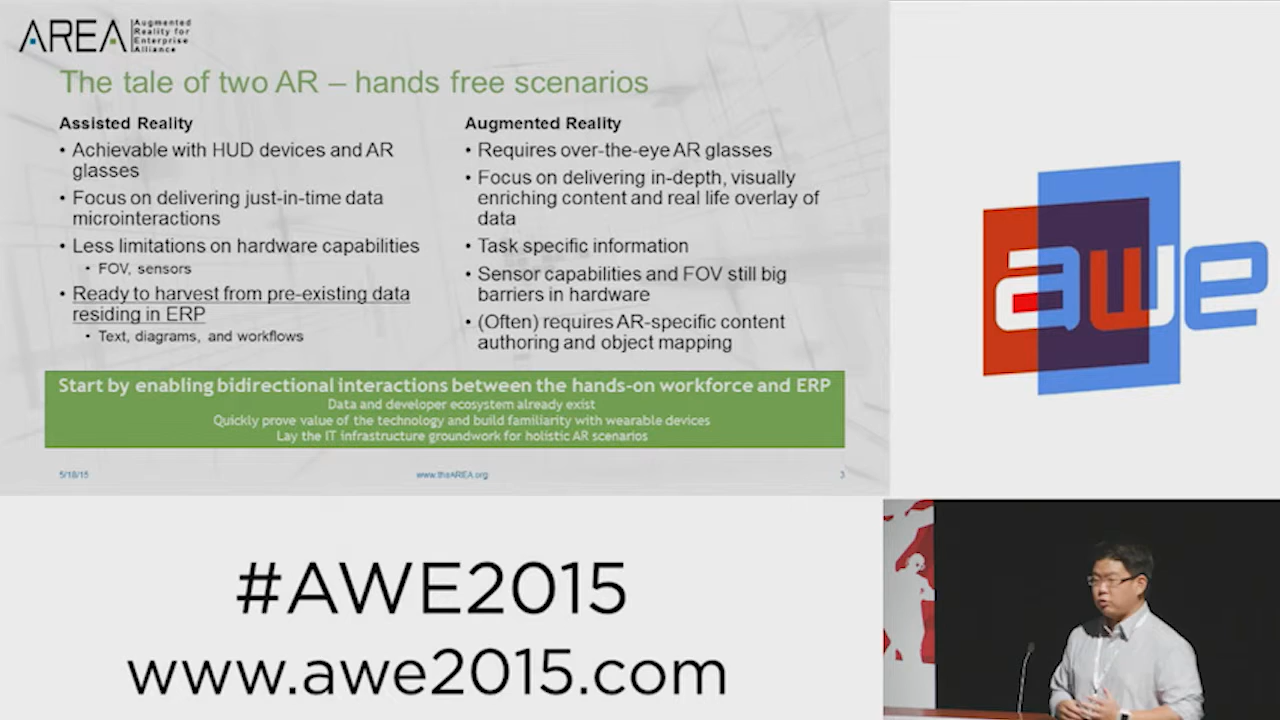 AREA
Augmented
Reality for
Enterprise
Alliance
The tale of two AR – hands free scenarios
Assisted Reality
• Achievable with HUD devices and AR
glasses
• Focus on delivering just-in-time data
microinteractions
• Less limitations on hardware capabilities
• FOV, sensors
• Ready to harvest from pre-existing data
residing in ERP
• Text, diagrams, and workflows
Augmented Reality
• Requires over-the-eye AR glasses
• Focus on delivering in-depth, visually
enriching content and real life overlay of
data
• Task specific information
• Sensor capabilities and FOV still big
barriers in hardware
• (Often) requires AR-specific content
authoring and object mapping
Start by enabling bidirectional interactions between the hands-on workforce and ERP
Data and developer ecosystem already exist
Quickly prove value of the technology and build familiarity with wearable devices
Lay the IT infrastructure groundwork for holistic AR scenarios
5/18/15
www.theAREA.org
3
awe
#AWE2015
www.awe2015.com